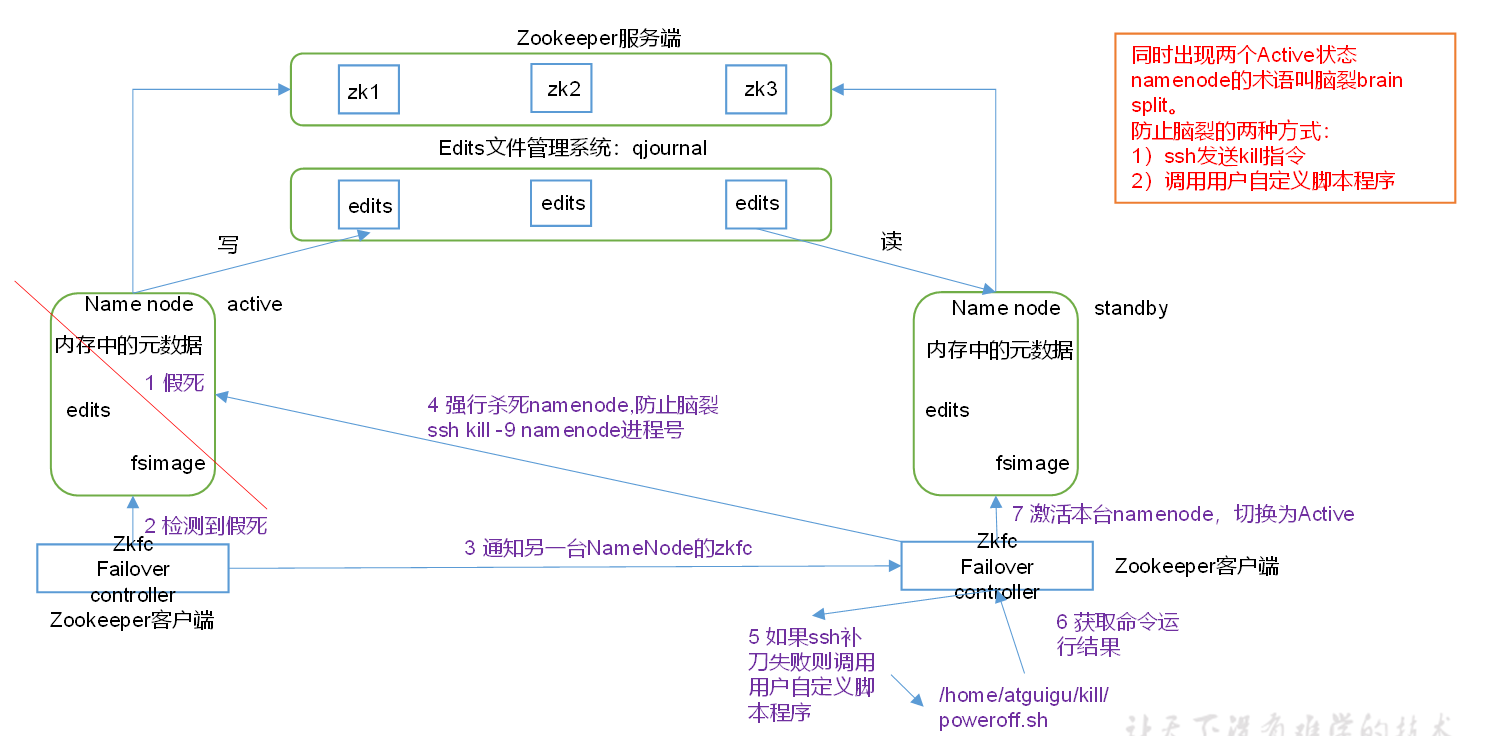 Zookeeper服务端
zk1
zk2
zk3
同时出现两个Active状态
namenode的术语叫脑裂brain
split。
防止脑裂的两种方式：
1）ssh发送kill指令
2）调用用户自定义脚本程序
Edits文件管理系统：qjournal
edits
edits
edits
写
读
Name node
active
内存中的元数据
1 假死
edits
fsimage
Name node
standby
内存中的元数据
edits
fsimage
4 强行杀死namenode,防止脑裂
ssh kill -9 namenode进程号
2 检测到假死
Zkfc
Failover
controller
Zookeeper客户端
3 通知另一台NameNode的zkfc
7 激活本台namenode，切换为Active
Zkfc
Failover
controller
Zookeeper客户端
5 如果ssh补
刀失败则调用
用户自定义脚
本程序
6 获取命令运
行结果
/home/atguigu/kill/
poweroff.sh
让天下没有难学的技术